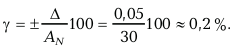 γ = ± Δ/A_N 100 = 0,05/30 100 ≈ 0,2 %.